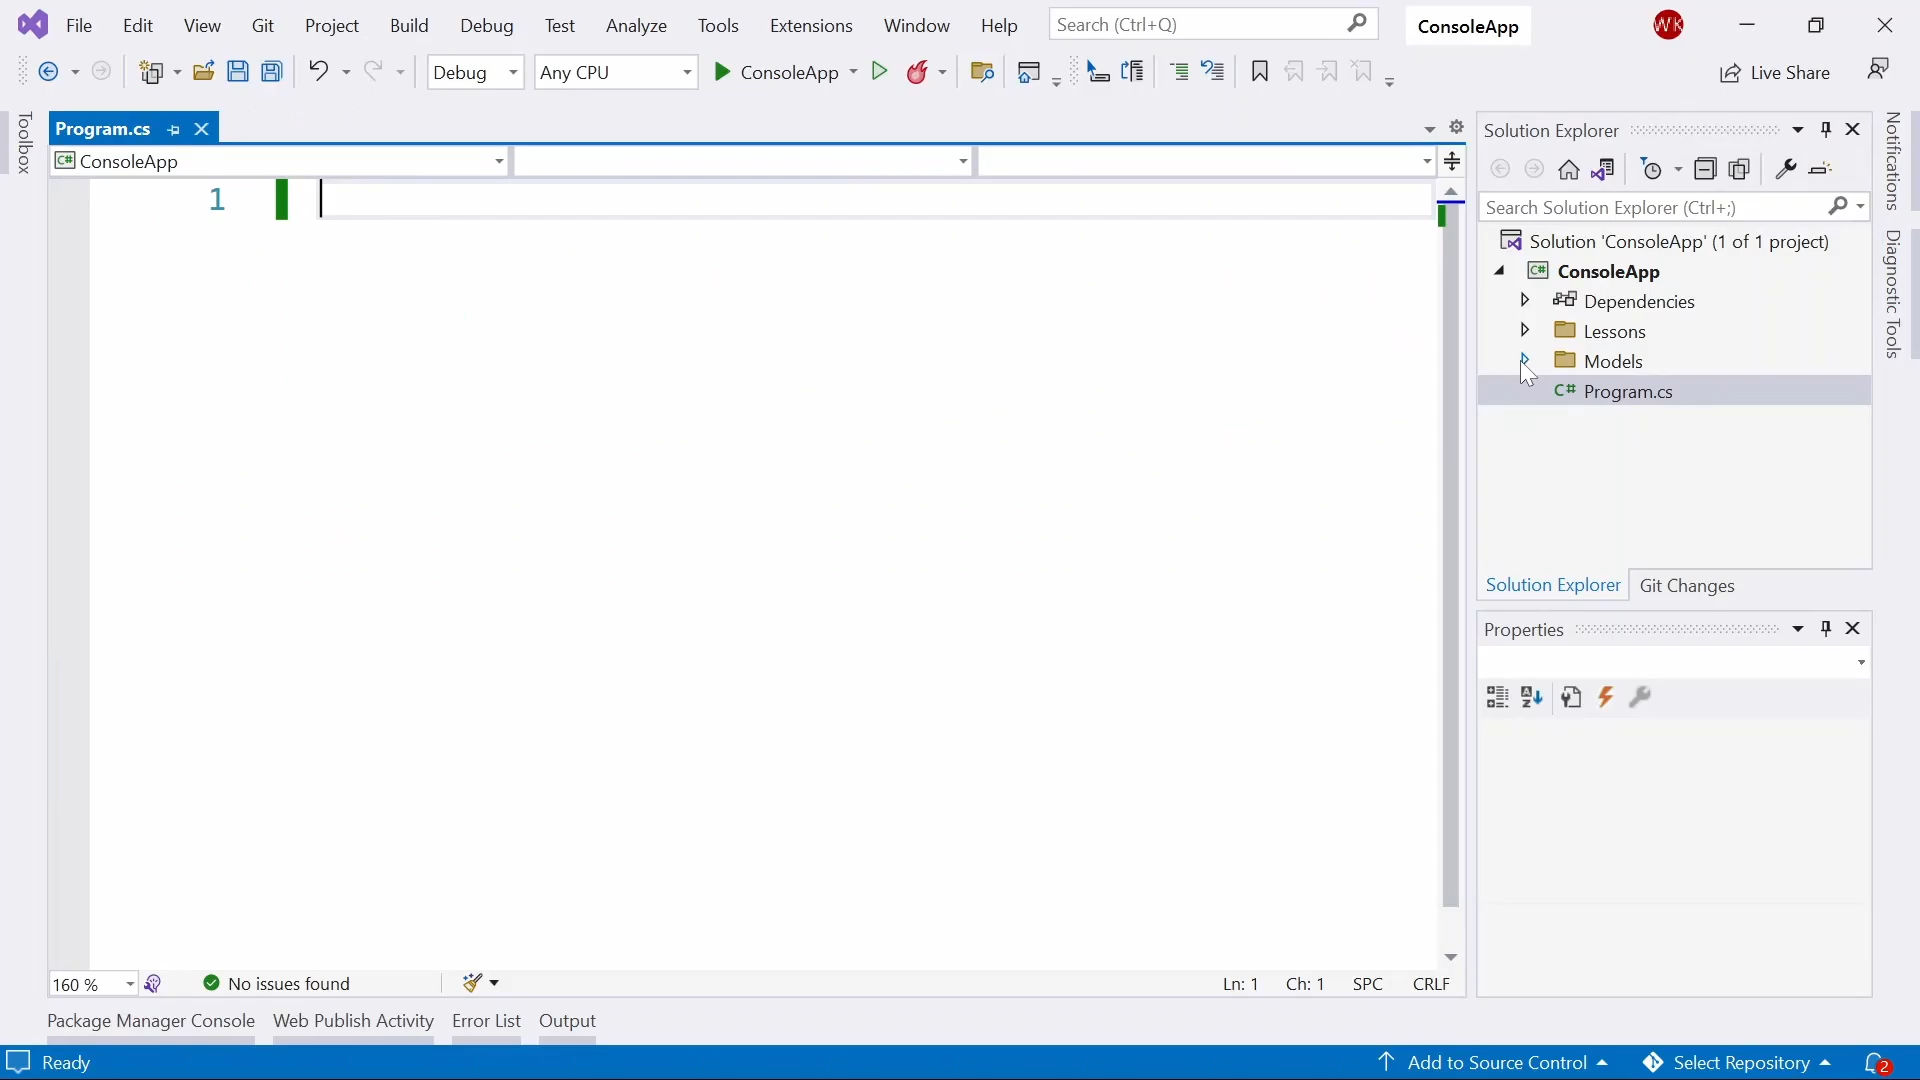 File Edit View Git Project Build Debug Test Analyze Tools Extensions Window Help Search (Ctrl+Q) ConsoleApp WK
Debug Any CPU ConsoleApp Live Share
Toolbox
Program.cs
ConsoleApp
1
Solution Explorer
Search Solution Explorer (Ctrl+;)
Solution 'ConsoleApp' (1 of 1 project)
C# ConsoleApp
Dependencies
Lessons
Models
C# Program.cs
Solution Explorer Git Changes
Properties
Notifications
Diagnostic Tools
160 % No issues found Ln: 1 Ch: 1 SPC CRLF
Package Manager Console Web Publish Activity Error List Output
Ready Add to Source Control Select Repository 2